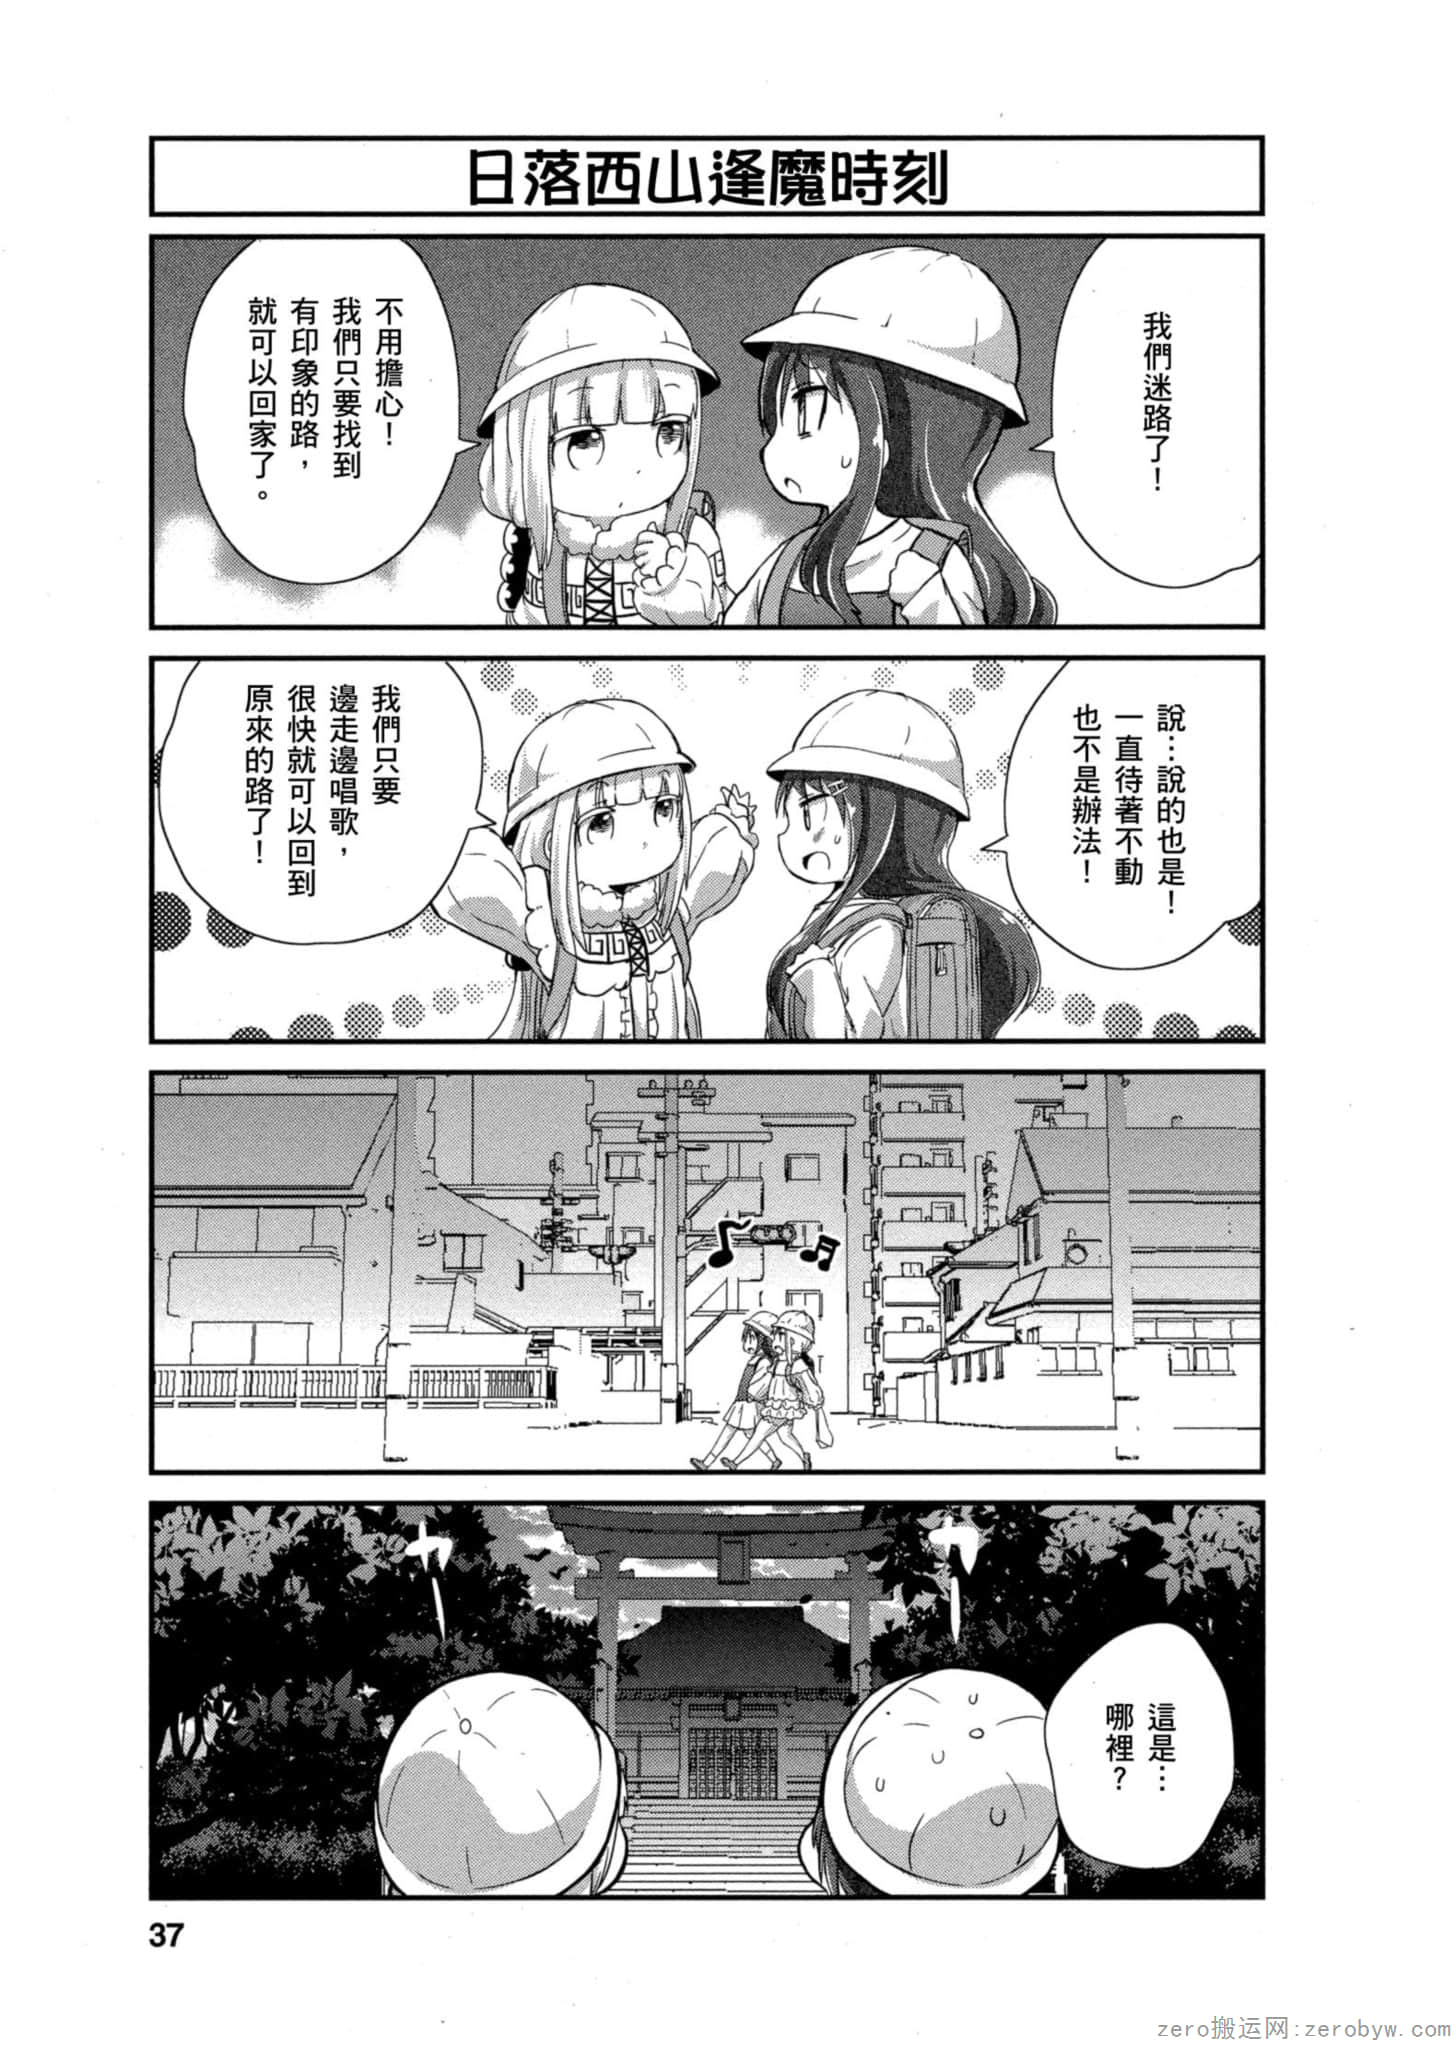 日落西山逢魔時刻
我們迷路了！
不用擔心！
我們只要找到
有印象的路，
就可以回家了。
說…說的也是！
一直待著不動
也不是辦法！
我們只要
邊走邊唱歌，
很快就可以回到
原來的路了！
這是…
哪裡？
カー
カー
37
zero搬运网:zerobyw.com